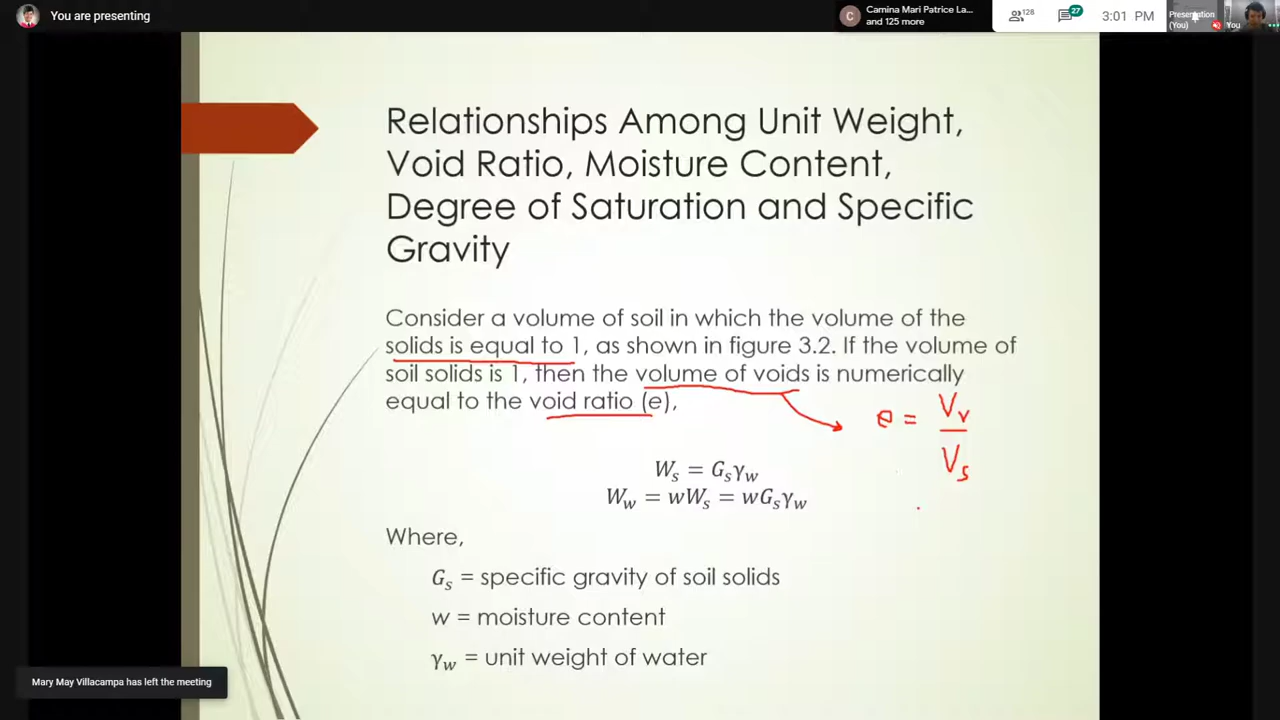 You are presenting
C
Camina Mari Patrice La...
and 125 more
128
27
3:01 PM
Presentation
(You)
You
Relationships Among Unit Weight,
Void Ratio, Moisture Content,
Degree of Saturation and Specific
Gravity
Consider a volume of soil in which the volume of the
solids is equal to 1, as shown in figure 3.2. If the volume of
soil solids is 1, then the volume of voids is numerically
equal to the void ratio (e),
e = Vv / Vs
Ws = Gsγw
Ww = wWs = wGsγw
Where,
Gs = specific gravity of soil solids
w = moisture content
γw = unit weight of water
Mary May Villacampa has left the meeting